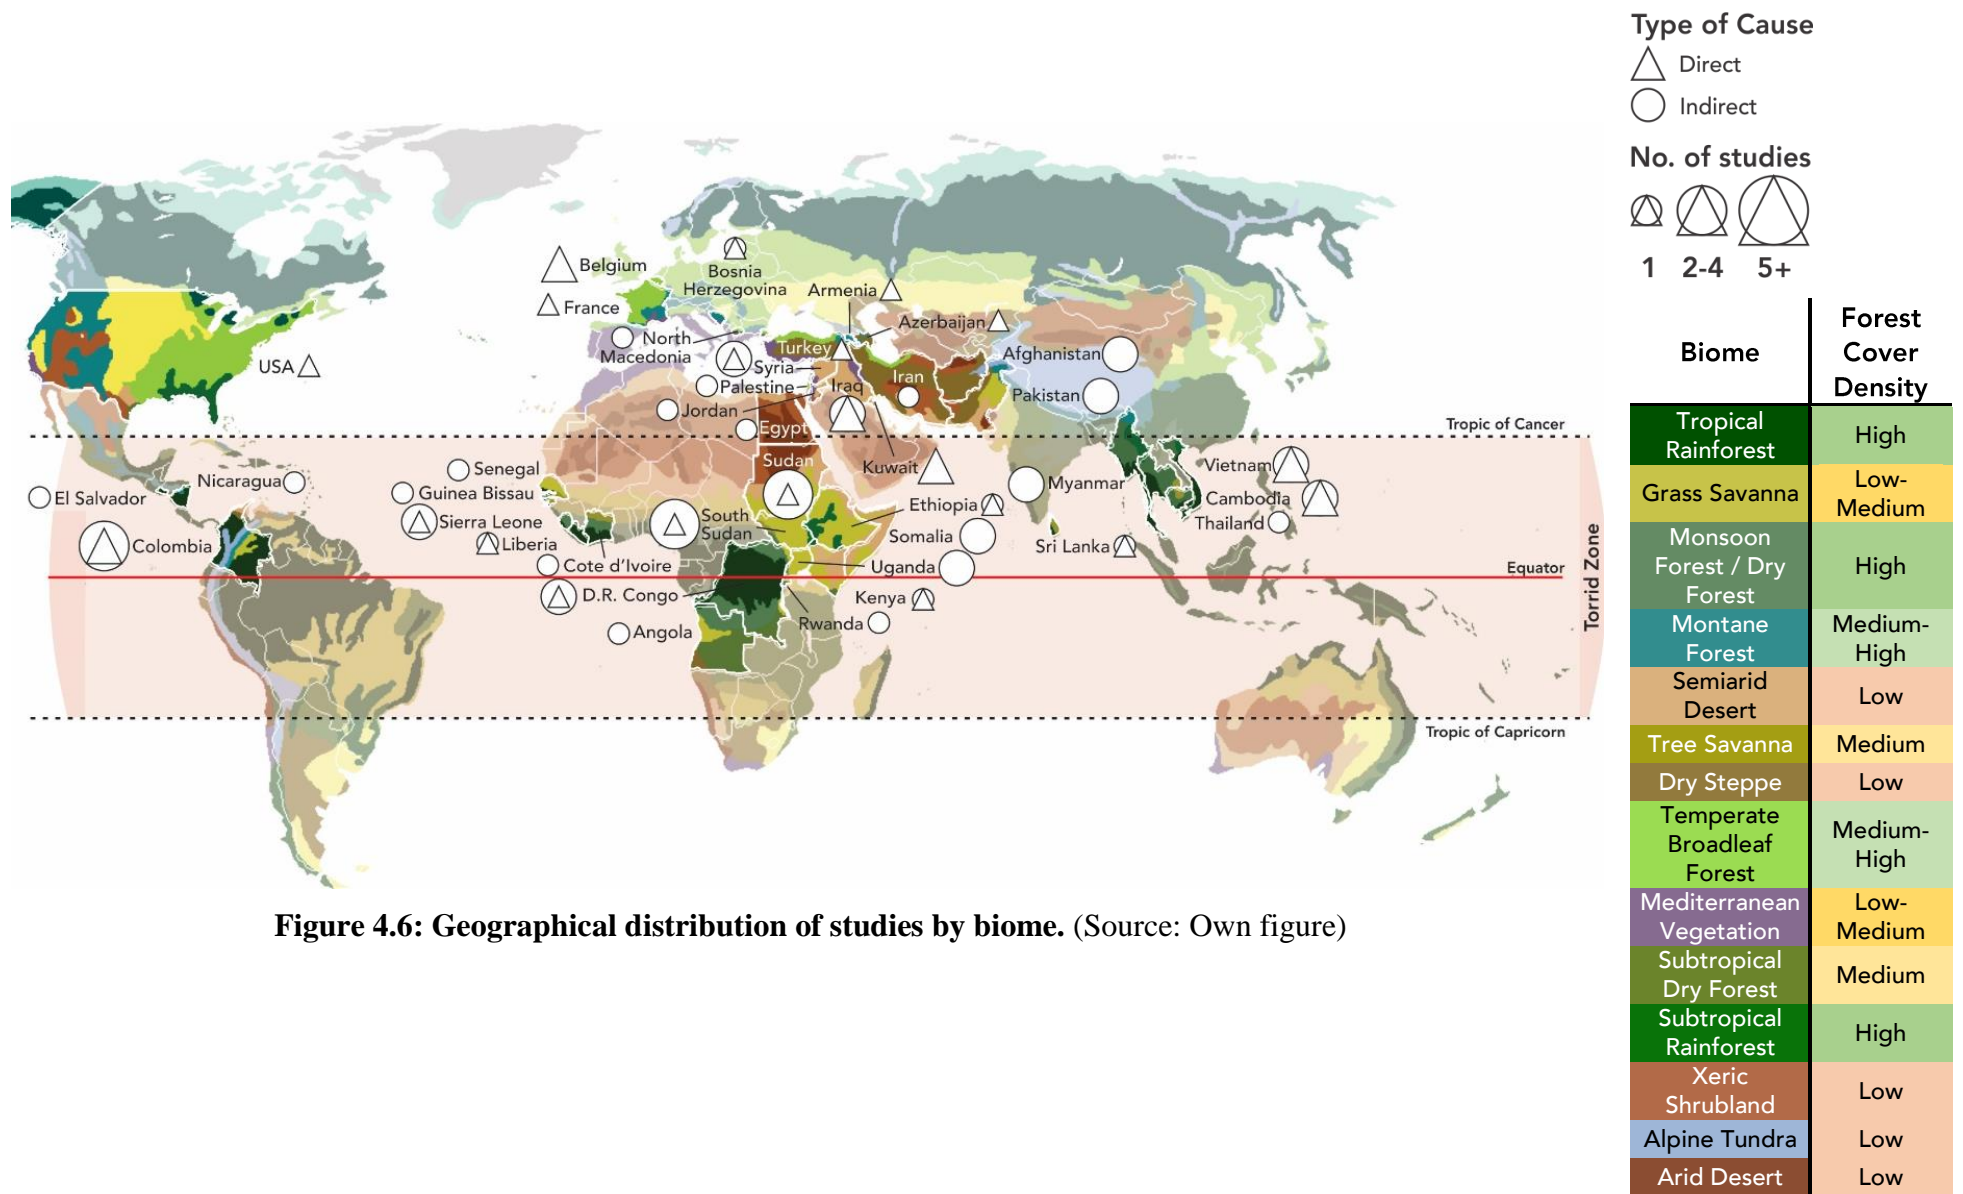 Type of Cause
Direct
Indirect
No. of studies
1 2-4 5+
Belgium
Bosnia
Herzegovina
Armenia
France
Azerbaijan
North
Macedonia
Turkey
Afghanistan
USA
Syria
Palestine
Iraq
Iran
Pakistan
Jordan
Egypt
Tropic of Cancer
Sudan
Kuwait
Vietnam
Senegal
Nicaragua
Myanmar
El Salvador
Guinea Bissau
Ethiopia
Cambodia
Sierra Leone
South
Sudan
Thailand
Somalia
Liberia
Colombia
Sri Lanka
Cote d'Ivoire
Uganda
Equator
D.R. Congo
Kenya
Rwanda
Angola
Torrid Zone
Tropic of Capricorn
Biome
Forest
Cover
Density
Tropical
Rainforest
High
Grass Savanna
Low-
Medium
Monsoon
Forest / Dry
Forest
High
Montane
Forest
Medium-
High
Semiarid
Desert
Low
Tree Savanna
Medium
Dry Steppe
Low
Temperate
Broadleaf
Forest
Medium-
High
Mediterranean
Vegetation
Low-
Medium
Subtropical
Dry Forest
Medium
Subtropical
Rainforest
High
Xeric
Shrubland
Low
Alpine Tundra
Low
Arid Desert
Low
Figure 4.6: Geographical distribution of studies by biome. (Source: Own figure)